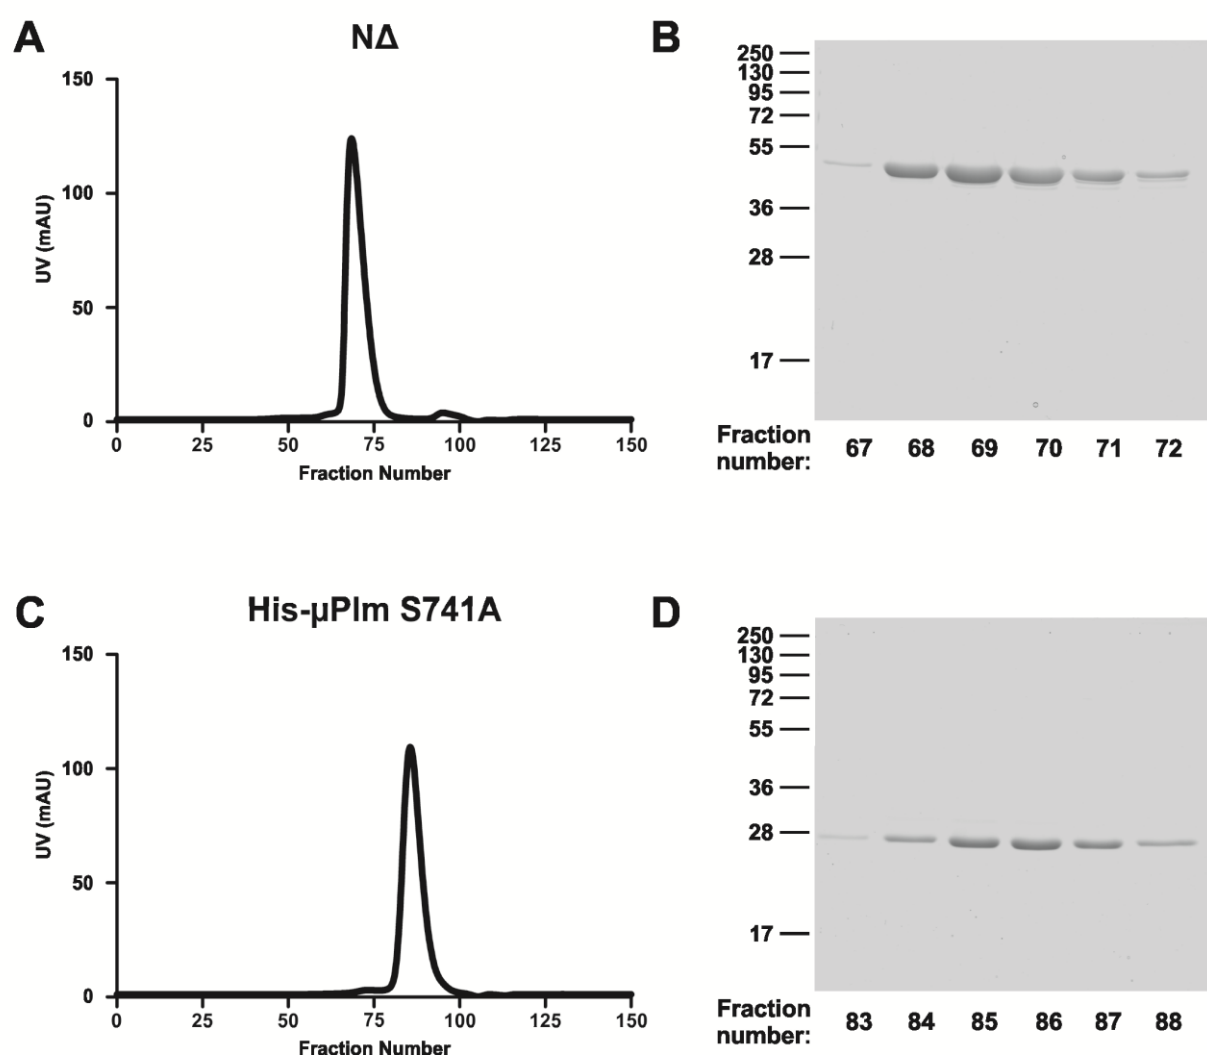 A
NΔ
150
100
50
0
UV (mAU)
0 25 50 75 100 125 150
Fraction Number
B
250
130
95
72
55
36
28
17
Fraction
number: 67 68 69 70 71 72
C
His-µPlm S741A
150
100
50
0
UV (mAU)
0 25 50 75 100 125 150
Fraction Number
D
250
130
95
72
55
36
28
17
Fraction
number: 83 84 85 86 87 88